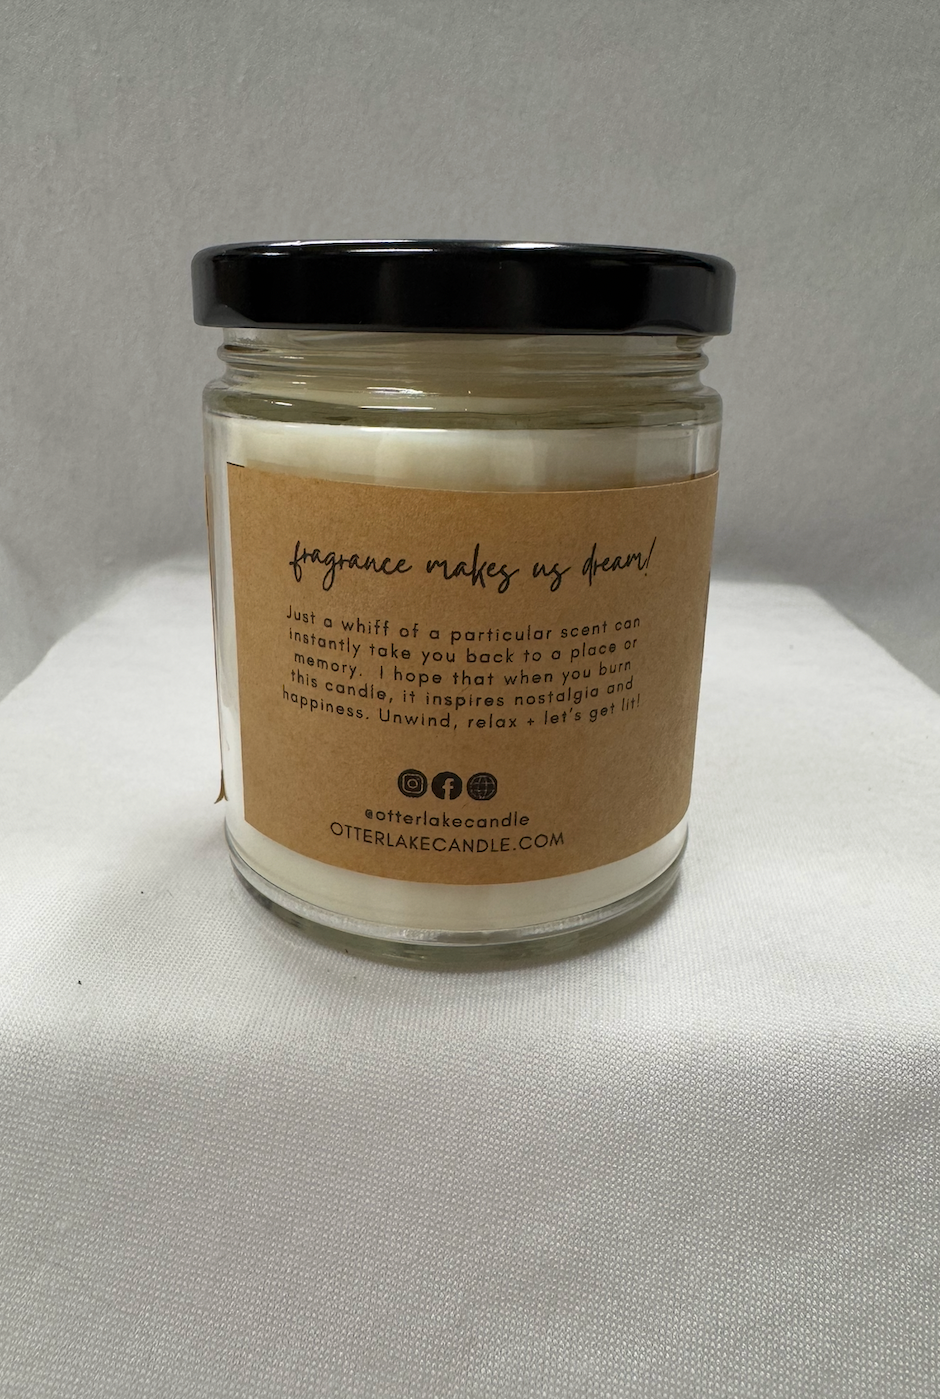 fragrance makes us dream!
Just a whiff of a particular scent can
instantly take you back to a place or
memory. I hope that when you burn
this candle, it inspires nostalgia and
happiness. Unwind, relax + let's get lit!
@otterlakecandle
OTTERLAKECANDLE.COM